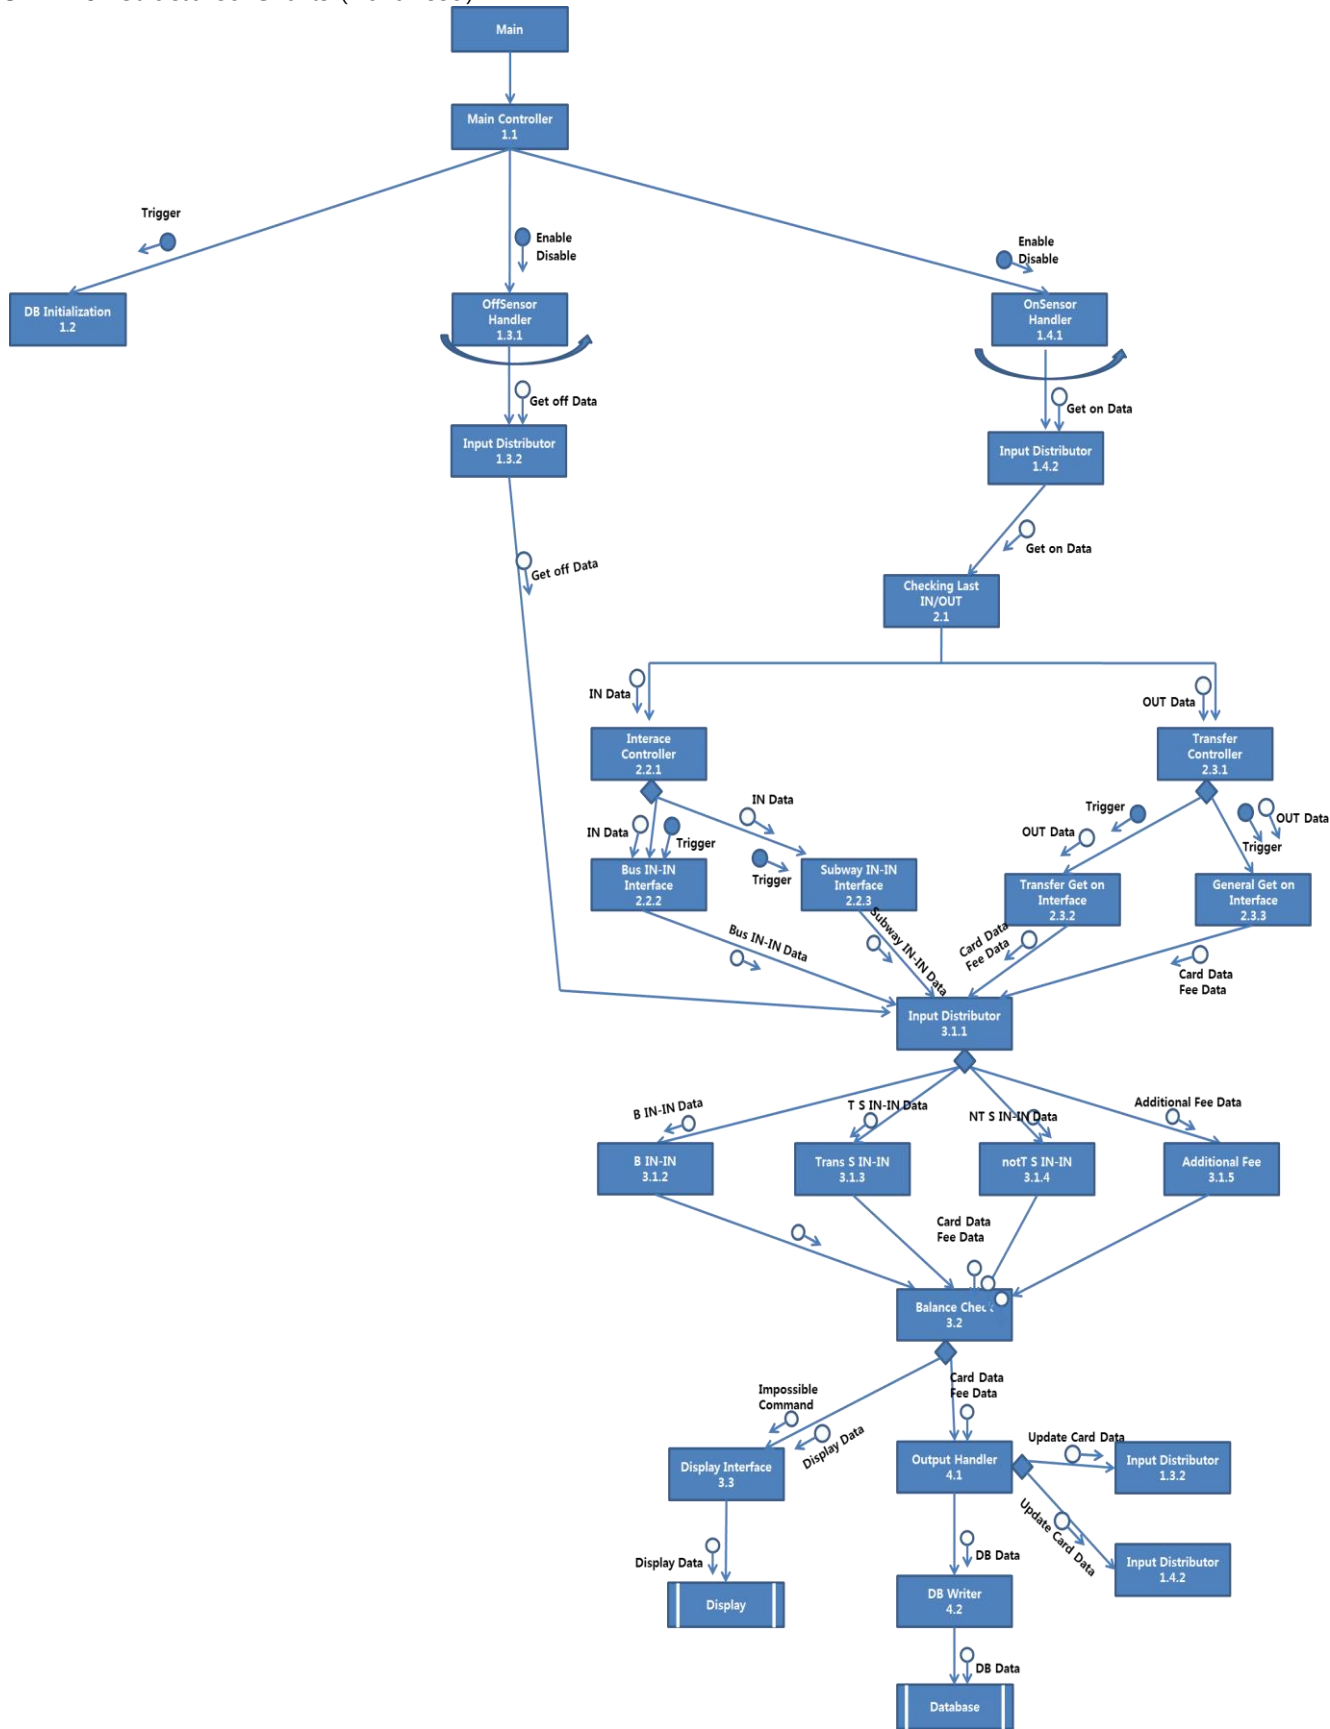 Main
Main Controller
1.1
Trigger
Enable
Disable
Enable
Disable
DB Initialization
1.2
OffSensor
Handler
1.3.1
OnSensor
Handler
1.4.1
Get off Data
Get on Data
Input Distributor
1.3.2
Input Distributor
1.4.2
Get off Data
Get on Data
Checking Last
IN/OUT
2.1
IN Data
OUT Data
Interace
Controller
2.2.1
Transfer
Controller
2.3.1
IN Data
Trigger
IN Data
Trigger
Trigger
OUT Data
OUT Data
Trigger
Bus IN-IN
Interface
2.2.2
Subway IN-IN
Interface
2.2.3
Transfer Get on
Interface
2.3.2
General Get on
Interface
2.3.3
Bus IN-IN Data
Subway IN-IN Data
Card Data
Fee Data
Card Data
Fee Data
Input Distributor
3.1.1
B IN-IN Data
T S IN-IN Data
NT S IN-IN Data
Additional Fee Data
B IN-IN
3.1.2
Trans S IN-IN
3.1.3
notT S IN-IN
3.1.4
Additional Fee
3.1.5
Card Data
Fee Data
Balance Check
3.2
Impossible
Command
Display Data
Card Data
Fee Data
Display Interface
3.3
Output Handler
4.1
Update Card Data
Input Distributor
1.3.2
Update Card Data
Input Distributor
1.4.2
Display Data
DB Data
Display
DB Writer
4.2
DB Data
Database